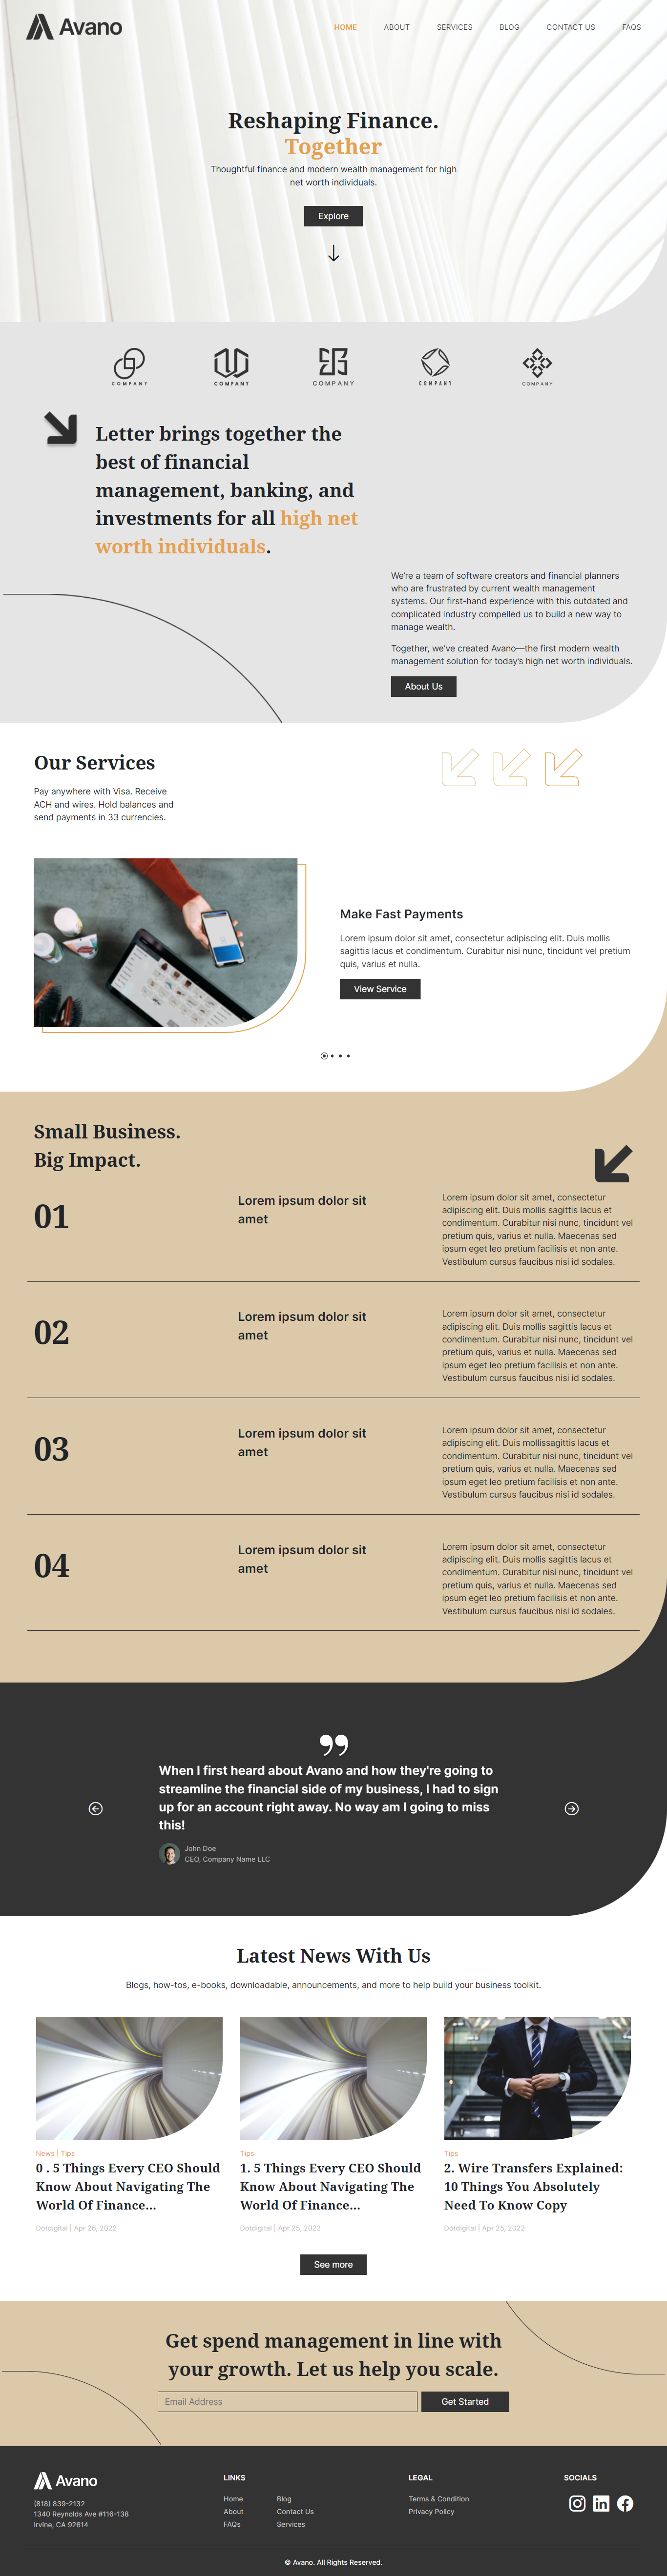 Avano
HOME
ABOUT
SERVICES
BLOG
CONTACT US
FAQS
Reshaping Finance.
Together
Thoughtful finance and modern wealth management for high
net worth individuals.
Explore
COMPANY
COMPANY
COMPANY
COMPANY
COMPANY
Letter brings together the
best of financial
management, banking, and
investments for all high net
worth individuals.
We're a team of software creators and financial planners
who are frustrated by current wealth management
systems. Our first-hand experience with this outdated and
complicated industry compelled us to build a new way to
manage wealth.
Together, we've created Avano—the first modern wealth
management solution for today's high net worth individuals.
About Us
Our Services
Pay anywhere with Visa. Receive
ACH and wires. Hold balances and
send payments in 33 currencies.
Make Fast Payments
Lorem ipsum dolor sit amet, consectetur adipiscing elit. Duis mollis
sagittis lacus et condimentum. Curabitur nisi nunc, tincidunt vel pretium
quis, varius et nulla.
View Service
Small Business.
Big Impact.
01
Lorem ipsum dolor sit
amet
Lorem ipsum dolor sit amet, consectetur
adipiscing elit. Duis mollis sagittis lacus et
condimentum. Curabitur nisi nunc, tincidunt vel
pretium quis, varius et nulla. Maecenas sed
ipsum eget leo pretium facilisis et non ante.
Vestibulum cursus faucibus nisi id sodales.
02
Lorem ipsum dolor sit
amet
Lorem ipsum dolor sit amet, consectetur
adipiscing elit. Duis mollis sagittis lacus et
condimentum. Curabitur nisi nunc, tincidunt vel
pretium quis, varius et nulla. Maecenas sed
ipsum eget leo pretium facilisis et non ante.
Vestibulum cursus faucibus nisi id sodales.
03
Lorem ipsum dolor sit
amet
Lorem ipsum dolor sit amet, consectetur
adipiscing elit. Duis mollissagittis lacus et
condimentum. Curabitur nisi nunc, tincidunt vel
pretium quis, varius et nulla. Maecenas sed
ipsum eget leo pretium facilisis et non ante.
Vestibulum cursus faucibus nisi id sodales.
04
Lorem ipsum dolor sit
amet
Lorem ipsum dolor sit amet, consectetur
adipiscing elit. Duis mollis sagittis lacus et
condimentum. Curabitur nisi nunc, tincidunt vel
pretium quis, varius et nulla. Maecenas sed
ipsum eget leo pretium facilisis et non ante.
Vestibulum cursus faucibus nisi id sodales.
”
When I first heard about Avano and how they're going to
streamline the financial side of my business, I had to sign
up for an account right away. No way am I going to miss
this!
John Doe
CEO, Company Name LLC
Latest News With Us
Blogs, how-tos, e-books, downloadable, announcements, and more to help build your business toolkit.
News | Tips
0 . 5 Things Every CEO Should
Know About Navigating The
World Of Finance...
Dotdigital | Apr 26, 2022
Tips
1. 5 Things Every CEO Should
Know About Navigating The
World Of Finance...
Dotdigital | Apr 25, 2022
Tips
2. Wire Transfers Explained:
10 Things You Absolutely
Need To Know Copy
Dotdigital | Apr 25, 2022
See more
Get spend management in line with
your growth. Let us help you scale.
Email Address
Get Started
Avano
(818) 839-2132
1340 Reynolds Ave #116-138
Irvine, CA 92614
LINKS
Home
About
FAQs
Blog
Contact Us
Services
LEGAL
Terms & Condition
Privacy Policy
SOCIALS
© Avano. All Rights Reserved.